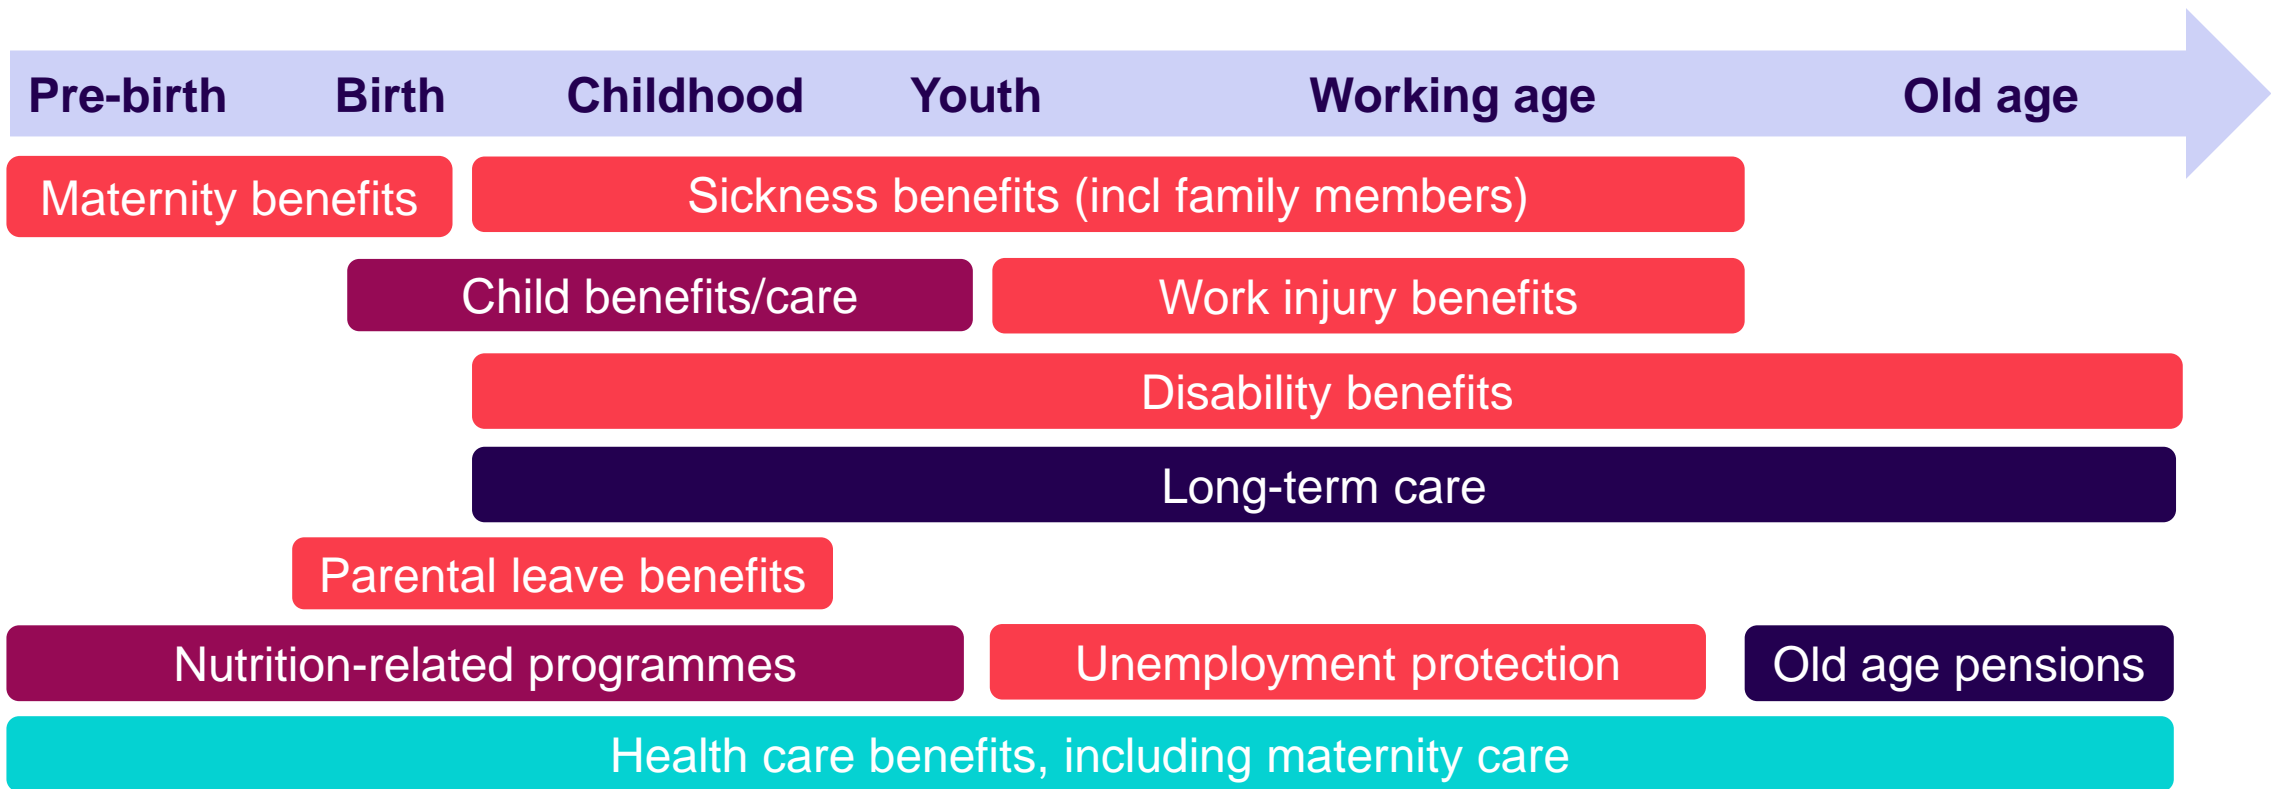 Pre-birth Birth Childhood Youth Working age Old age
Maternity benefits Sickness benefits (incl family members)
Child benefits/care Work injury benefits
Disability benefits
Long-term care
Parental leave benefits
Nutrition-related programmes Unemployment protection Old age pensions
Health care benefits, including maternity care